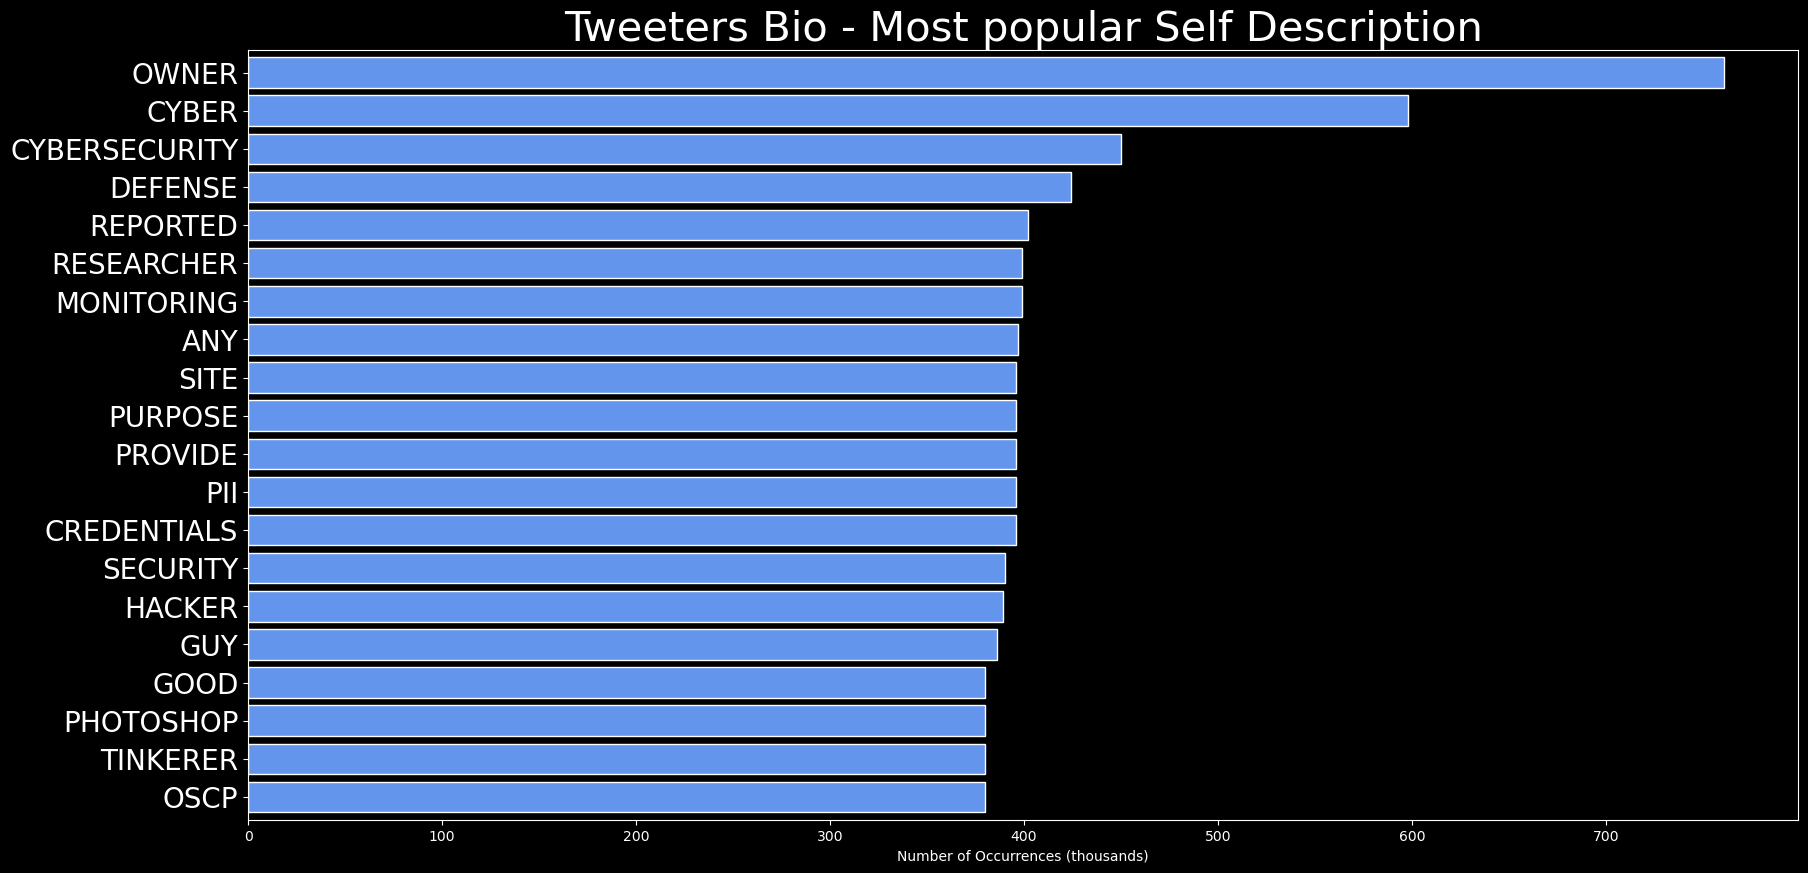 Tweeters Bio - Most popular Self Description
OWNER
CYBER
CYBERSECURITY
DEFENSE
REPORTED
RESEARCHER
MONITORING
ANY
SITE
PURPOSE
PROVIDE
PII
CREDENTIALS
SECURITY
HACKER
GUY
GOOD
PHOTOSHOP
TINKERER
OSCP
0 100 200 300 400 500 600 700
Number of Occurrences (thousands)